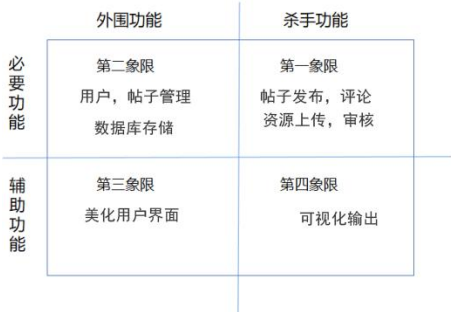 外围功能
杀手功能
必要功能
第二象限
用户，帖子管理
数据库存储
第一象限
帖子发布，评论
资源上传，审核
辅助功能
第三象限
美化用户界面
第四象限
可视化输出